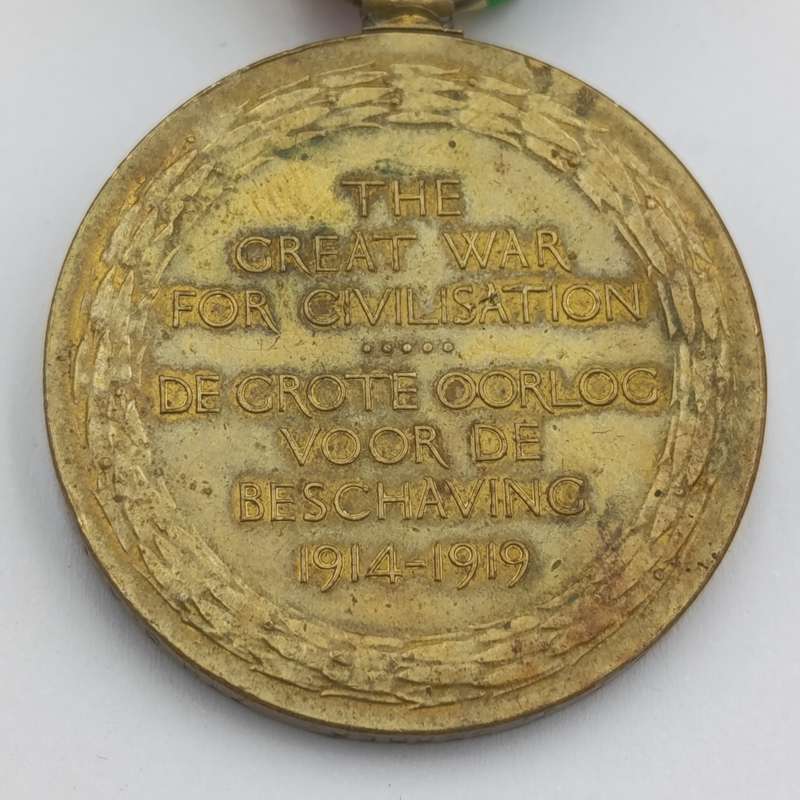 THE
GREAT WAR
FOR CIVILISATION
DE GROTE OORLOG
VOOR DE
BESCHAVING
1914-1919